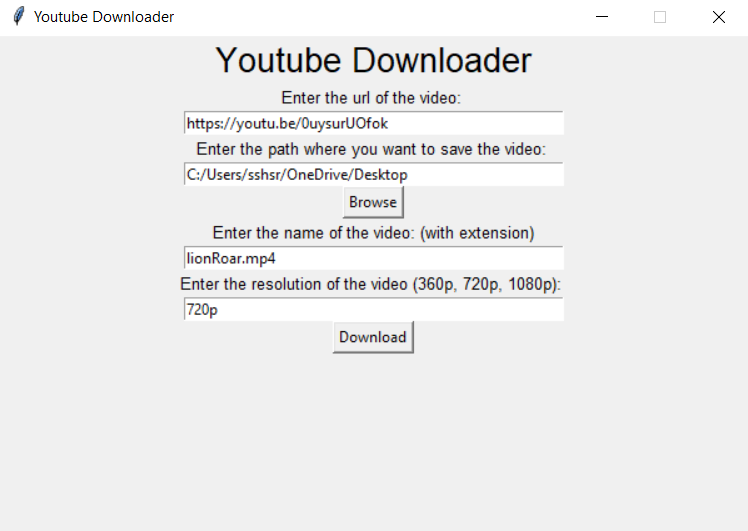 Youtube Downloader
Youtube Downloader
Enter the url of the video:
https://youtu.be/0uysurUOfok
Enter the path where you want to save the video:
C:/Users/sshsr/OneDrive/Desktop
Browse
Enter the name of the video: (with extension)
lionRoar.mp4
Enter the resolution of the video (360p, 720p, 1080p):
720p
Download